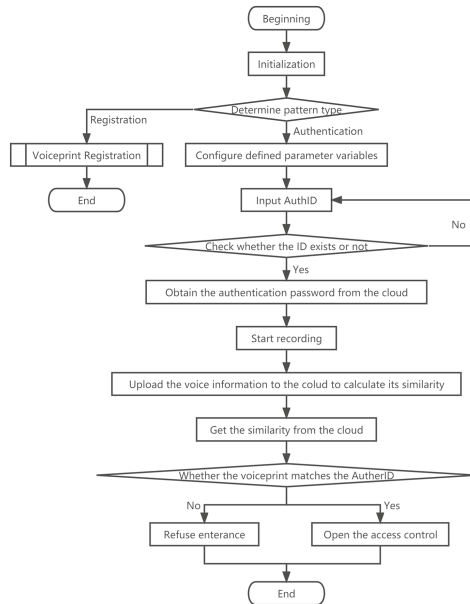 Beginning
Initialization
Determine pattern type
Registration
Authentication
Voiceprint Registration
Configure defined parameter variables
End
Input AuthID
No
Check whether the ID exists or not
Yes
Obtain the authentication password from the cloud
Start recording
Upload the voice information to the colud to calculate its similarity
Get the similarity from the cloud
Whether the voiceprint matches the AutherID
No
Yes
Refuse enterance
Open the access control
End